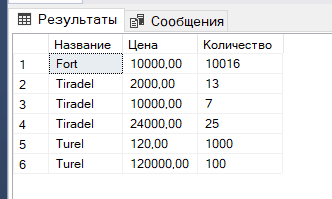 Результаты Сообщения
Название Цена Количество
1 Fort 10000,00 10016
2 Tiradel 2000,00 13
3 Tiradel 10000,00 7
4 Tiradel 24000,00 25
5 Turel 120,00 1000
6 Turel 120000,00 100